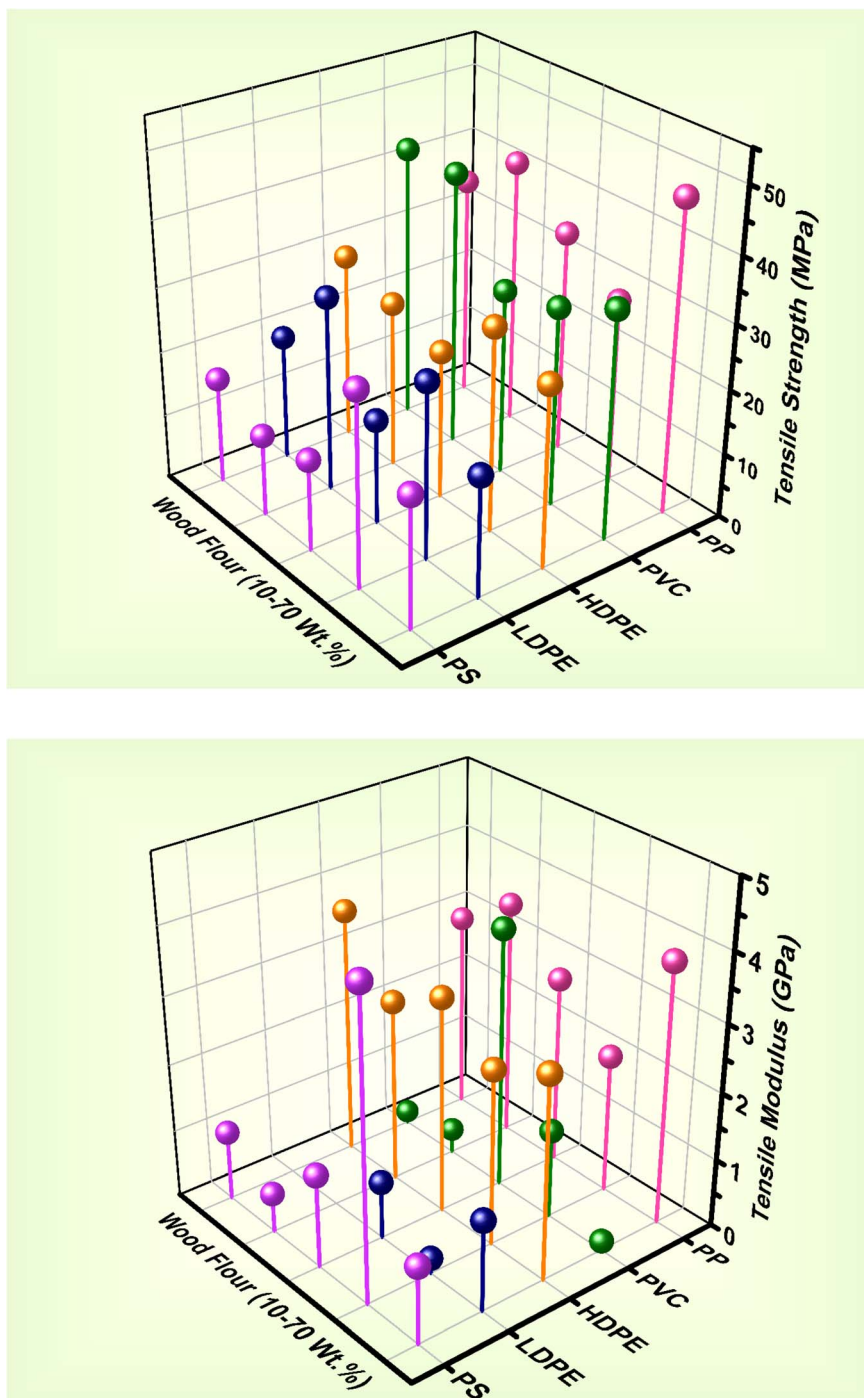 50
40
30
20
10
0
Tensile Strength (MPa)
Wood Flour (10-70 Wt.%)
PS
LDPE
HDPE
PVC
PP
5
4
3
2
1
0
Tensile Modulus (GPa)
Wood Flour (10-70 Wt.%)
PS
LDPE
HDPE
PVC
PP